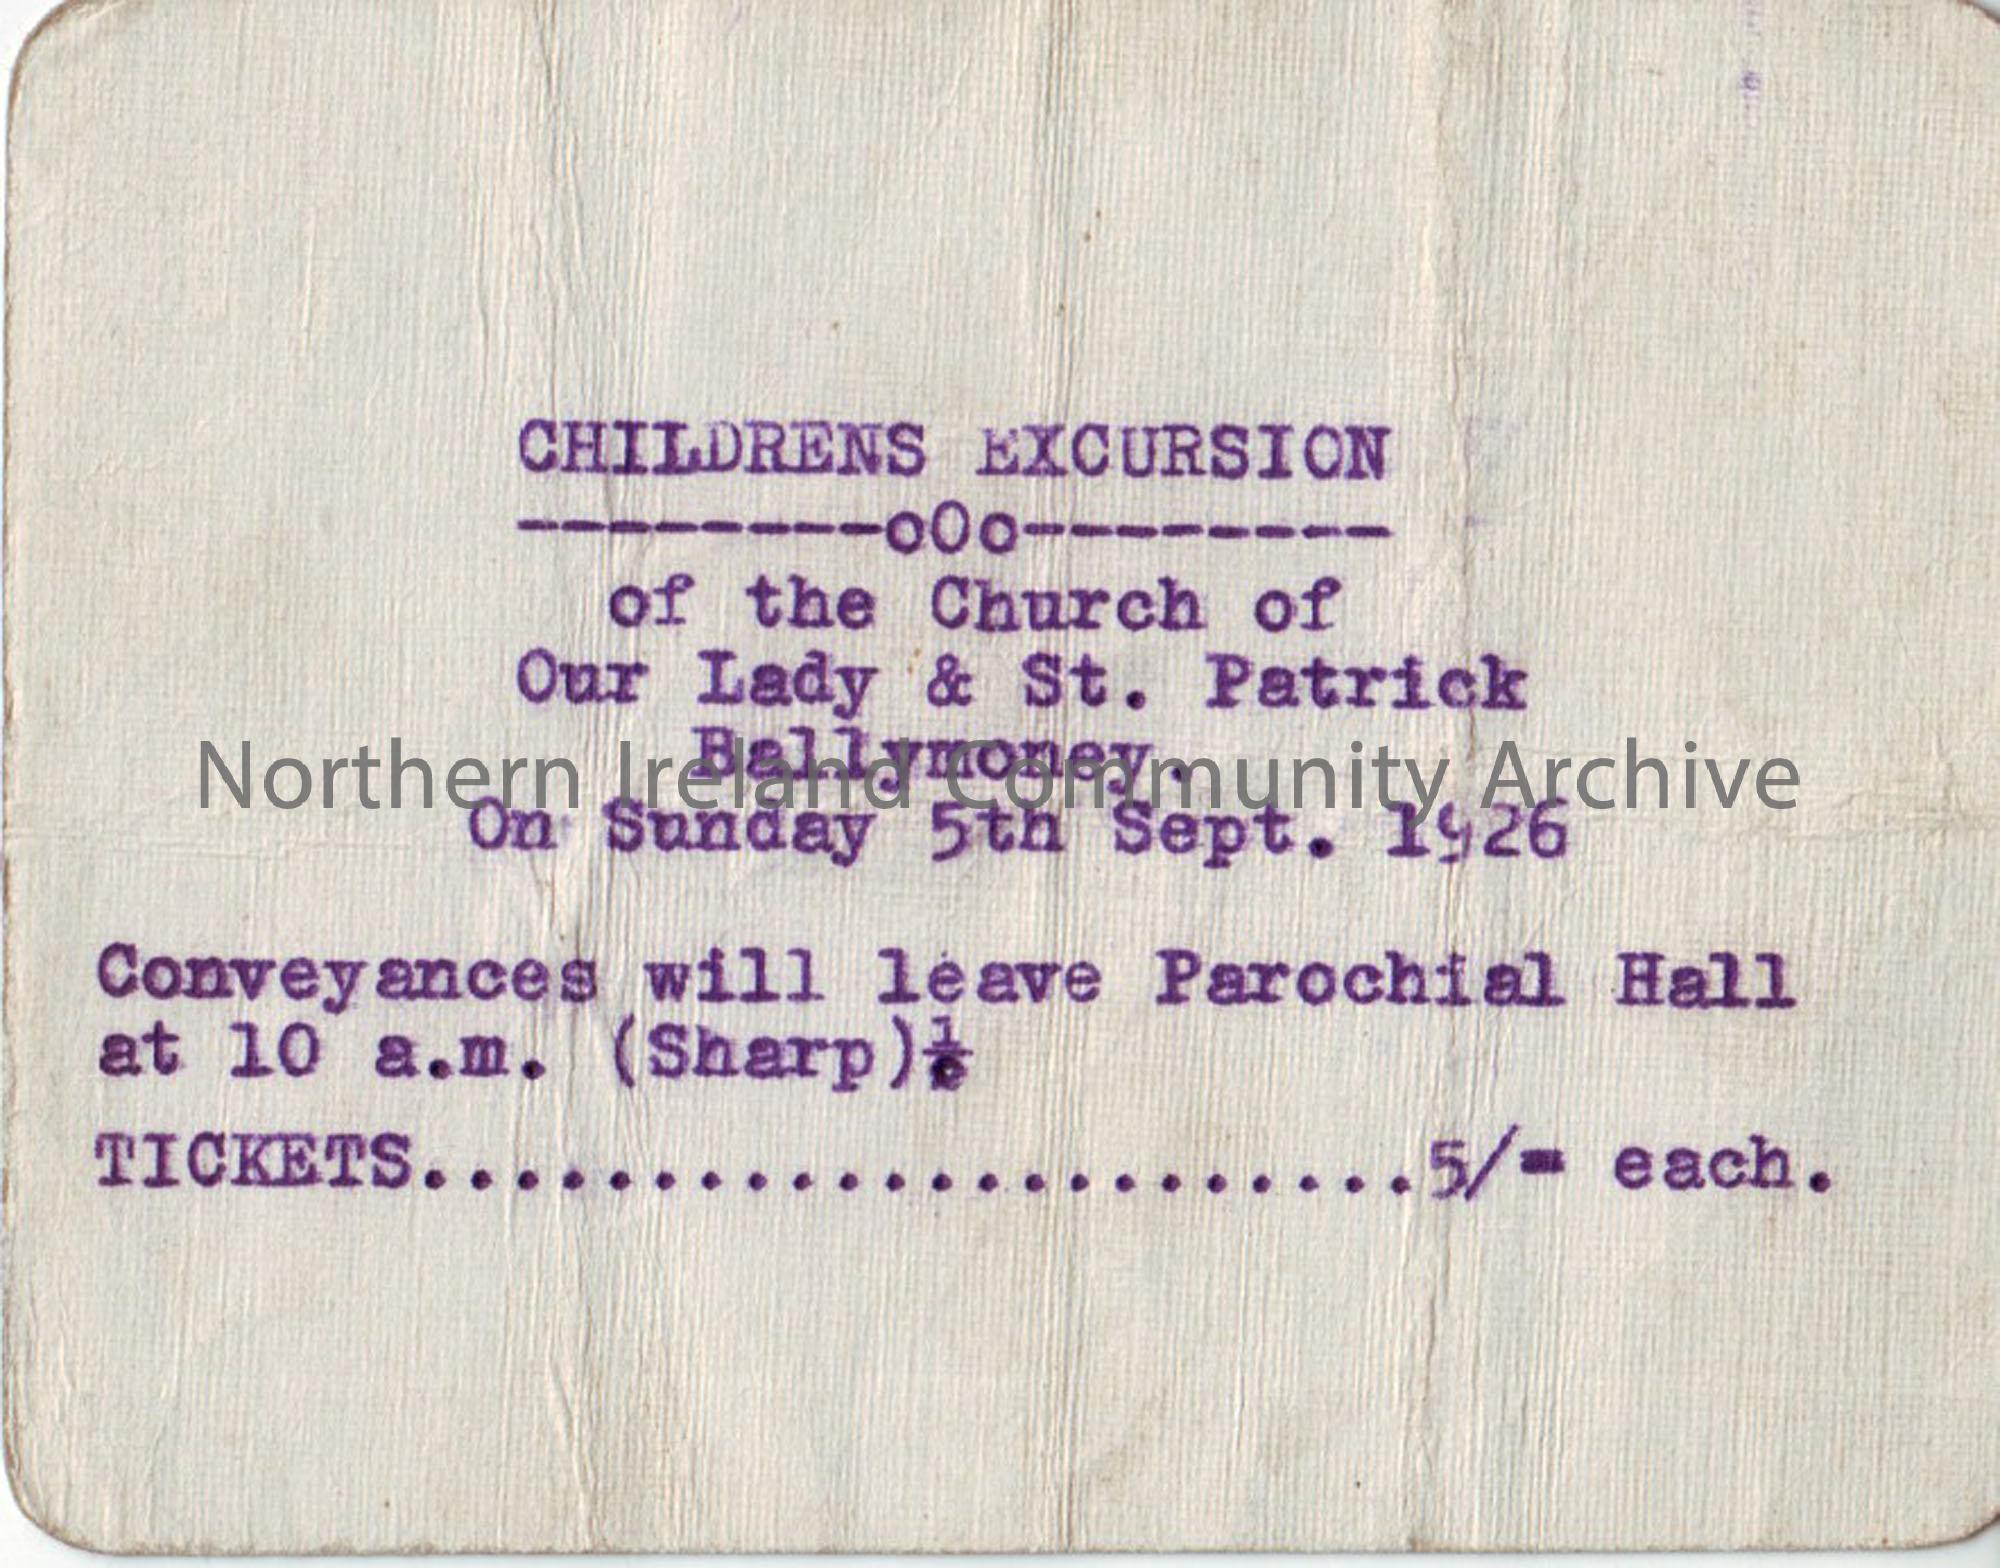 CHILDRENS EXCURSION
--------oOo--------
of the Church of
Our Lady & St. Patrick
Ballymoney.
Northern Ireland Community Archive
On Sunday 5th Sept. 1926
Conveyances will leave Parochial Hall
at 10 a.m. (Sharp)
TICKETS......................5/- each.